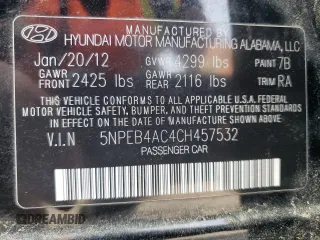 MANUFACTURED BY
HYUNDAI MOTOR MANUFACTURING ALABAMA, LLC
Jan/20/12 GVWR 4299 lbs PAINT 7B
GAWR FRONT 2425 lbs GAWR REAR 2116 lbs TRIM RA
THIS VEHICLE CONFORMS TO ALL APPLICABLE
FEDERAL MOTOR VEHICLE SAFETY, BUMPER, AND
THEFT PREVENTION STANDARDS IN EFFECT ON
THE DATE OF MANUFACTURE SHOWN ABOVE.
V.I.N 5NPEB4AC4CH457532
PASSENGER CAR
DREAMBID